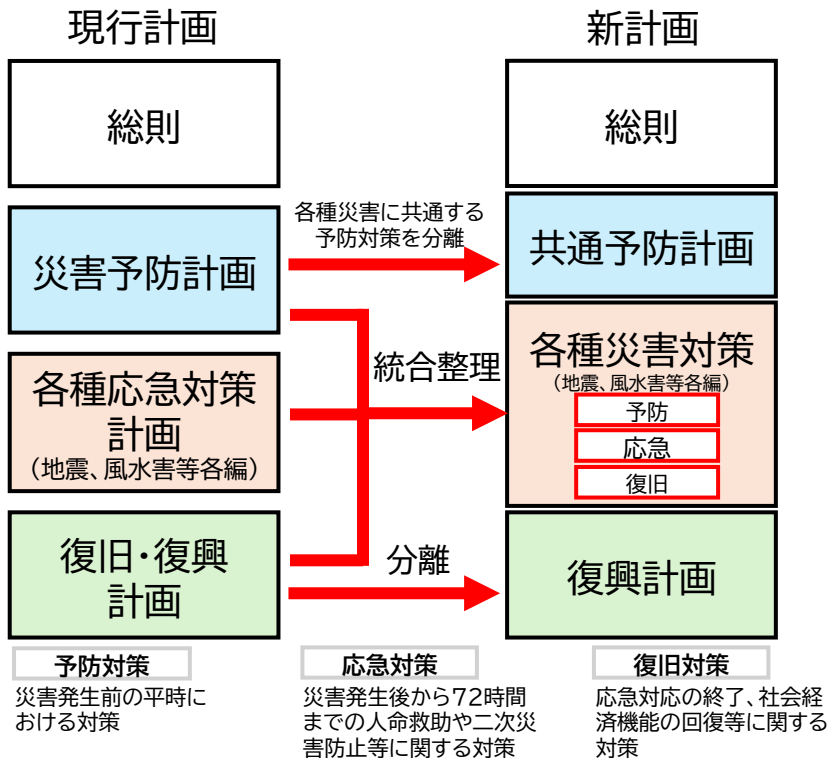 現行計画
新計画
総則
総則
災害予防計画
各種災害に共通する
予防対策を分離
共通予防計画
各種応急対策
計画
（地震、風水害等各編）
統合整理
各種災害対策
（地震、風水害等各編）
予防
応急
復旧
復旧・復興
計画
分離
復興計画
予防対策
災害発生前の平時に
おける対策
応急対策
災害発生後から72時間
までの人命救助や二次災
害防止等に関する対策
復旧対策
応急対応の終了、社会経
済機能の回復等に関する
対策